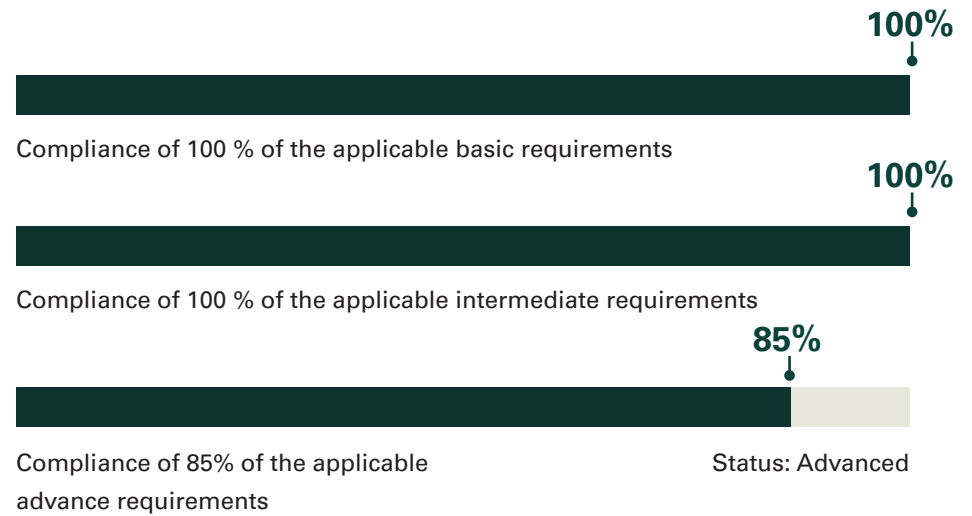 100%
Compliance of 100 % of the applicable basic requirements
100%
Compliance of 100 % of the applicable intermediate requirements
85%
Compliance of 85% of the applicable
advance requirements
Status: Advanced